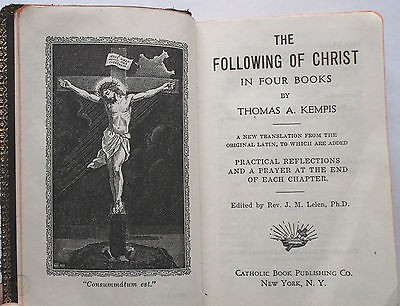 "Consummátum est!"
THE
FOLLOWING OF CHRIST
IN FOUR BOOKS
BY
THOMAS A. KEMPIS
A NEW TRANSLATION FROM THE
ORIGINAL LATIN, TO WHICH ARE ADDED
PRACTICAL REFLECTIONS
AND A PRAYER AT THE END
OF EACH CHAPTER.
Edited by Rev. J. M. Lelen, Ph.D.
CATHOLIC BOOK PUBLISHING CO.
NEW YORK, N. Y.